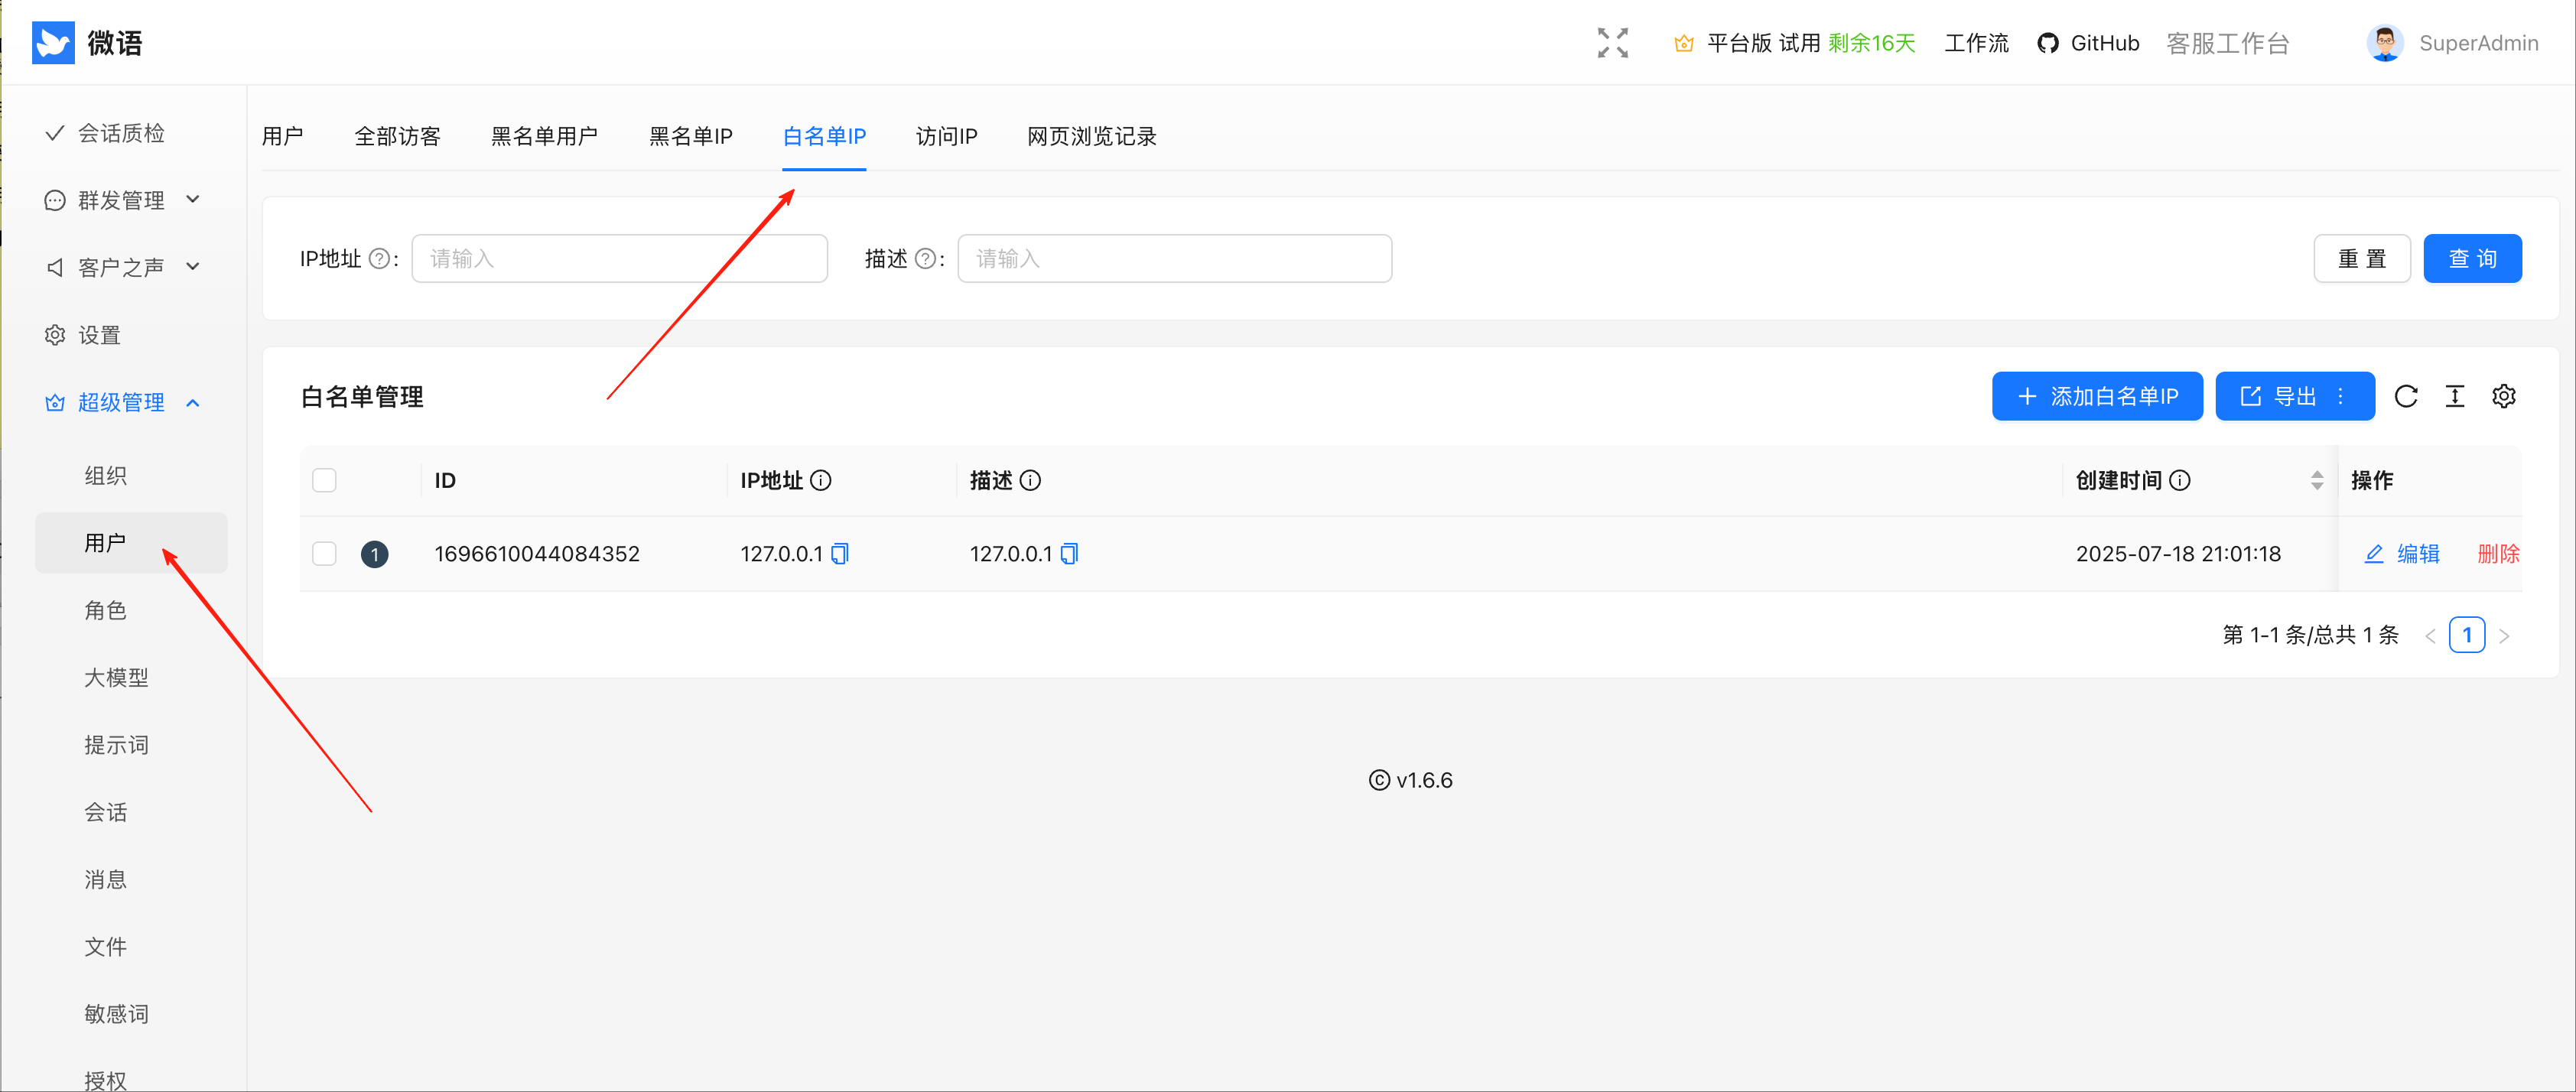 微语
平台版 试用 剩余16天 工作流 GitHub 客服工作台 SuperAdmin
会话质检
群发管理
客户之声
设置
超级管理
组织
用户
角色
大模型
提示词
会话
消息
文件
敏感词
授权
用户 全部访客 黑名单用户 黑名单IP 白名单IP 访问IP 网页浏览记录
IP地址 ? : 请输入 描述 ? : 请输入 重 置 查 询
白名单管理 + 添加白名单IP 导出
ID IP地址 描述 创建时间 操作
1 1696610044084352 127.0.0.1 127.0.0.1 2025-07-18 21:01:18 编辑 删除
第 1-1 条/总共 1 条 < 1 >
© v1.6.6